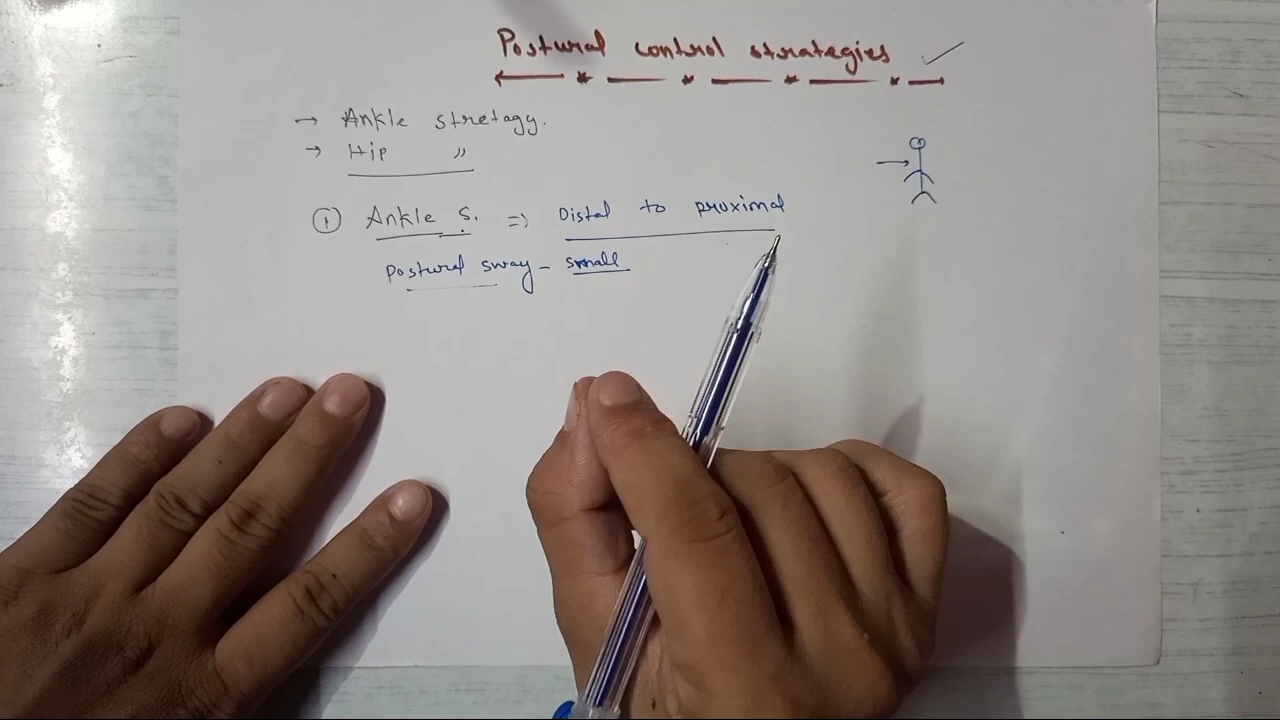 Postural control strategies
→ Ankle stretagy.
→ Hip "
① Ankle S. => Distal to proximal
Postural sway - small